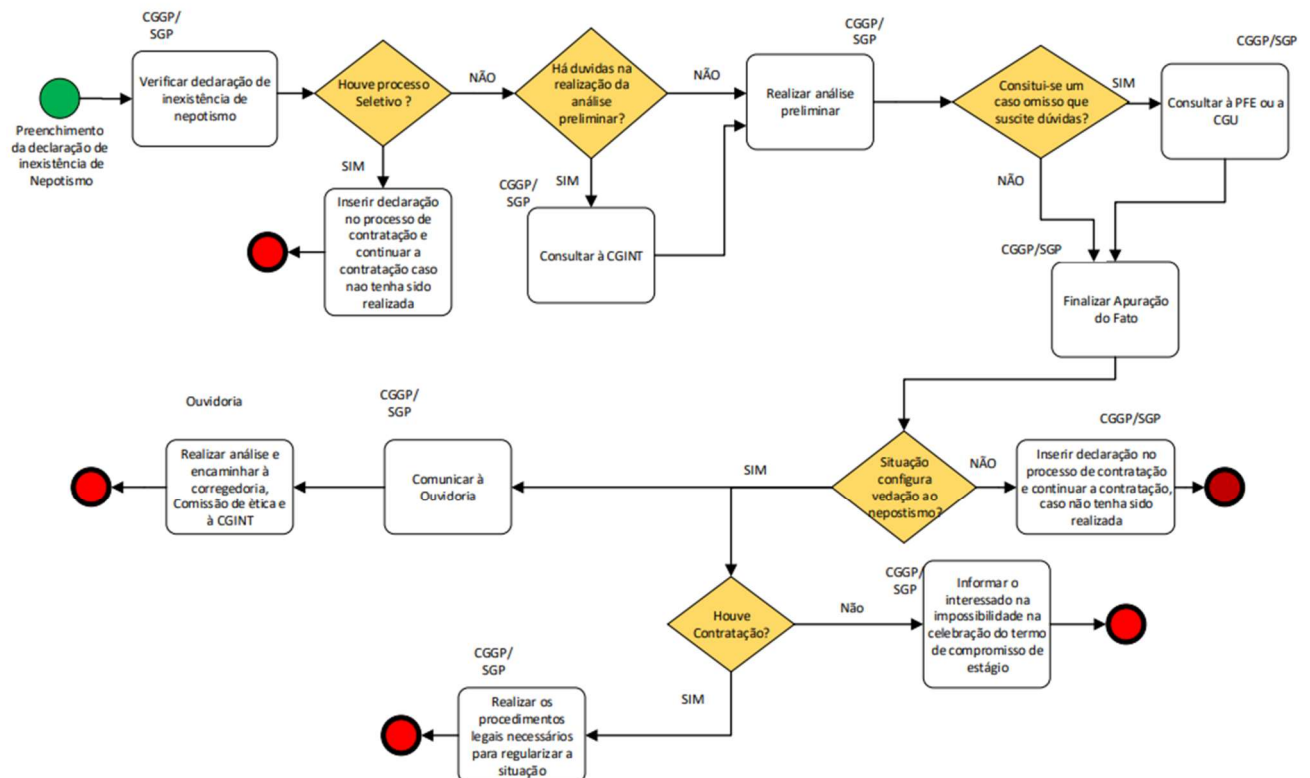 CGGP/
SGP
Verificar declaração de
inexistência de
nepotismo
Preenchimento
da declaração de
inexistência de
Nepotismo
Houve processo
Seletivo ?
NÃO
SIM
Inserir declaração
no processo de
contratação e
continuar a
contratação caso
nao tenha sido
realizada
Há duvidas na
realização da
análise
preliminar?
NÃO
SIM
CGGP/
SGP
Consultar à CGINT
CGGP/
SGP
Realizar análise
preliminar
Consitui-se um
caso omisso que
suscite dúvidas?
SIM
NÃO
CGGP/SGP
Consultar à PFE ou a
CGU
CGGP/SGP
Finalizar Apuração
do Fato
Situação
configura
vedação ao
nepostismo?
NÃO
SIM
CGGP/SGP
Inserir declaração no
processo de contratação
e continuar a contratação,
caso não tenha sido
realizada
CGGP/
SGP
Comunicar à
Ouvidoria
Ouvidoria
Realizar análise e
encaminhar à
corregedoria,
Comissão de ètica e
à CGINT
Houve
Contratação?
Não
SIM
CGGP/
SGP
Informar o
interessado na
impossibilidade na
celebração do termo
de compromisso de
estágio
CGGP/
SGP
Realizar os
procedimentos
legais necessários
para regularizar a
situação